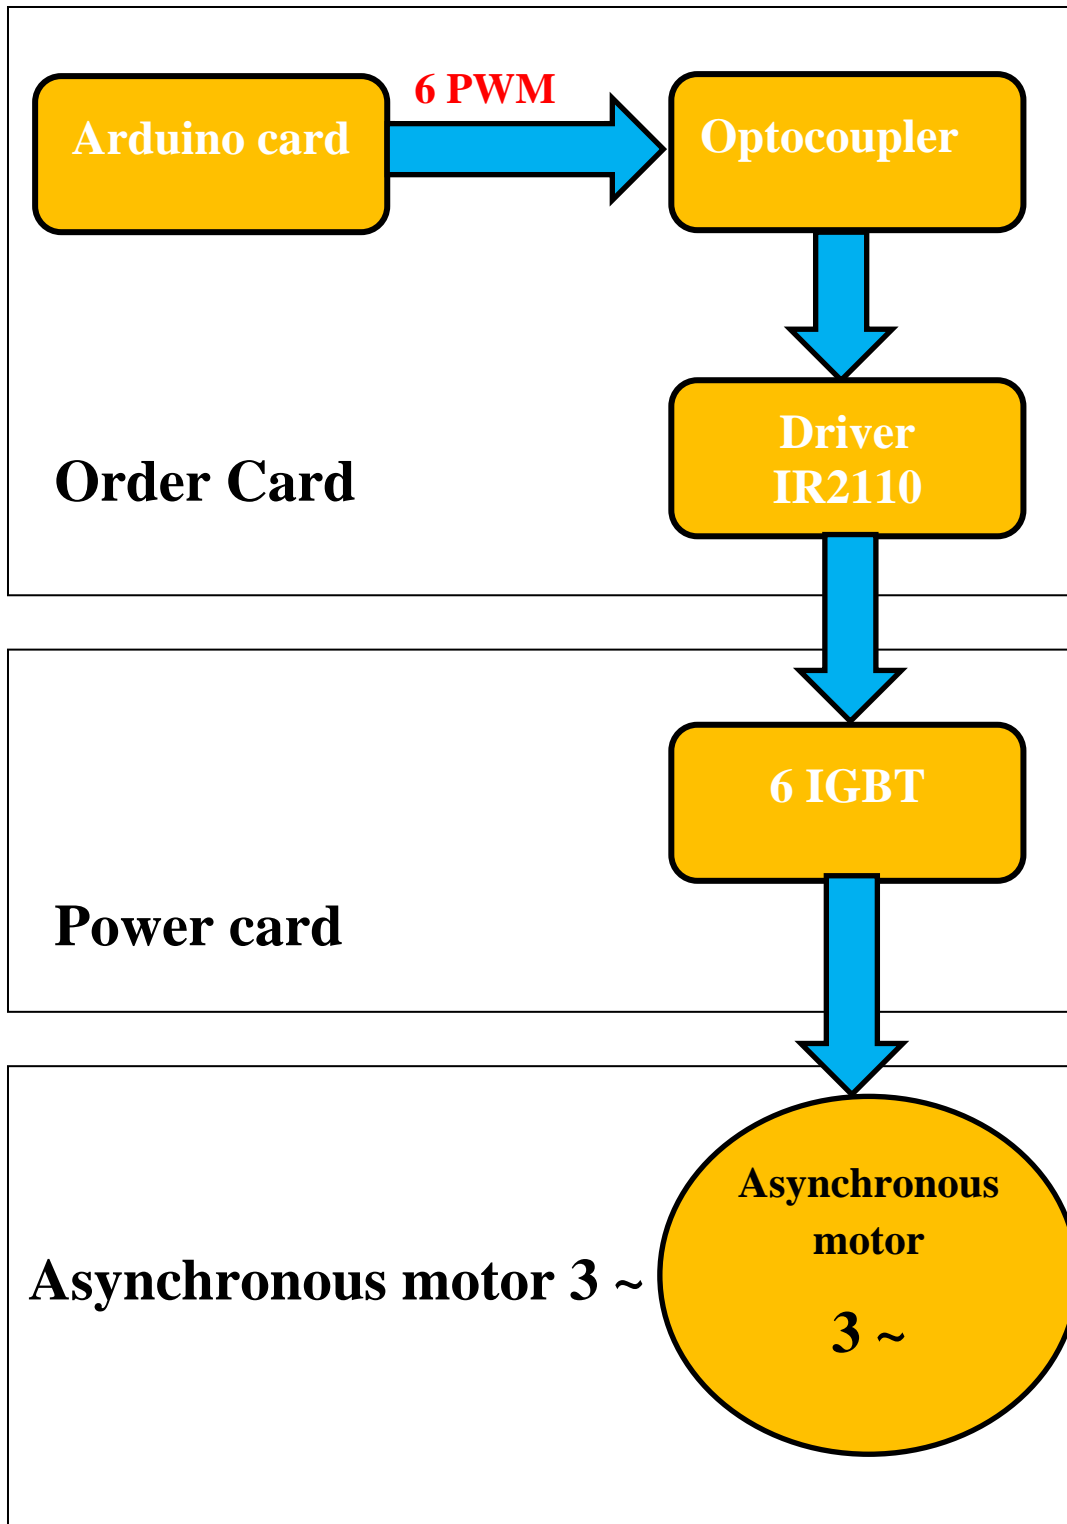 6 PWM
Arduino card
Optocoupler
Driver
IR2110
Order Card
6 IGBT
Power card
Asynchronous
motor
Asynchronous motor 3 ~
3 ~